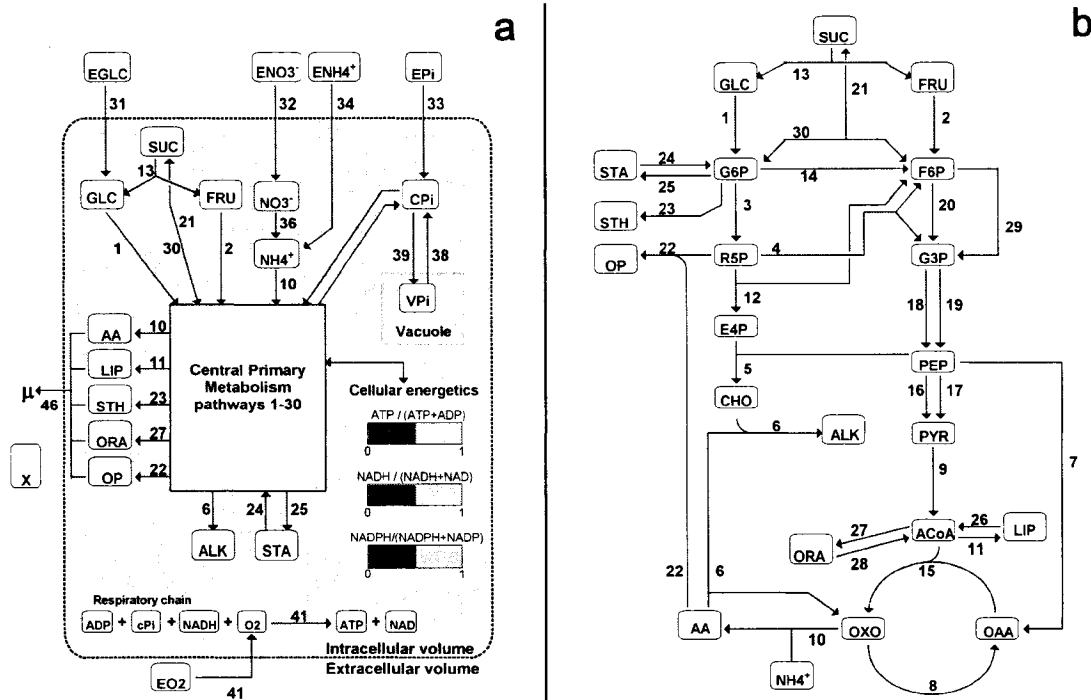 a
EGLC
ENO3⁻
ENH4⁺
EPi
31
32
34
33
SUC
13
GLC
FRU
NO3⁻
CPi
21
36
1
30
2
NH4⁺
39
38
10
VPi
Vacuole
AA
10
LIP
11
μ
46
STH
23
ORA
27
X
OP
22
Central Primary
Metabolism
pathways 1-30
Cellular energetics
ATP / (ATP+ADP)
0
1
NADH / (NADH+NAD)
0
1
NADPH/(NADPH+NADP)
0
1
6
24
25
ALK
STA
Respiratory chain
ADP + cPi + NADH + O2
41
ATP + NAD
Intracellular volume
Extracellular volume
EO2
41
b
SUC
13
GLC
21
FRU
1
30
2
STA
24
25
G6P
14
F6P
STH
23
3
20
29
OP
22
R5P
4
G3P
12
18
19
E4P
5
PEP
CHO
16
17
6
ALK
PYR
7
9
27
ACoA
26
LIP
ORA
28
11
15
22
6
AA
10
OXO
OAA
NH4⁺
8